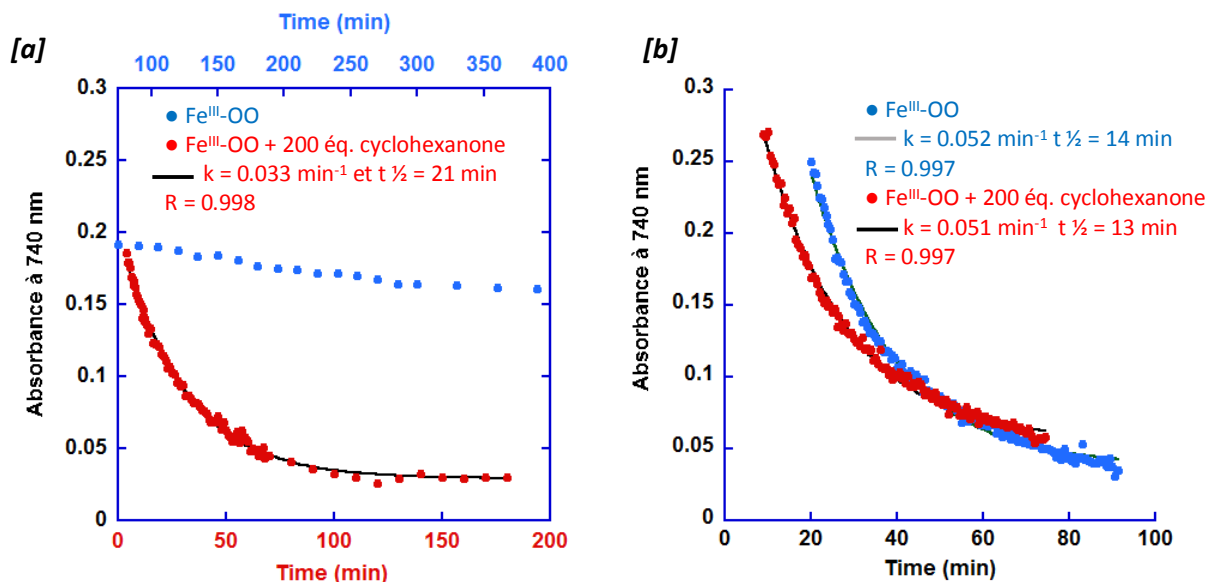 [a]
Time (min)
100 150 200 250 300 350 400
0.3
0.25
0.2
0.15
0.1
0.05
0
Absorbance à 740 nm
Feᴵᴵᴵ-OO
Feᴵᴵᴵ-OO + 200 éq. cyclohexanone
k = 0.033 min⁻¹ et t ½ = 21 min
R = 0.998
0 50 100 150 200
Time (min)
[b]
0.3
0.25
0.2
0.15
0.1
0.05
0
Absorbance à 740 nm
Feᴵᴵᴵ-OO
k = 0.052 min⁻¹ t ½ = 14 min
R = 0.997
Feᴵᴵᴵ-OO + 200 éq. cyclohexanone
k = 0.051 min⁻¹ t ½ = 13 min
R = 0.997
0 20 40 60 80 100
Time (min)